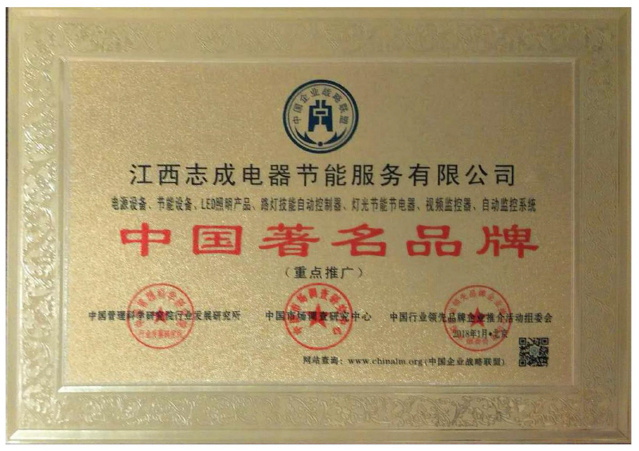 中国企业战略联盟
江西志成电器节能服务有限公司
电源设备、节能设备、LED照明产品、路灯技能自动控制器、灯光节能节电器、视频监控器、自动监控系统
中国著名品牌
(重点推广)
中国管理科学研究院行业发展研究所 中国市场调查研究中心 中国行业领先品牌企业推介活动组委会
2018年1月·北京
网站查询：www.chinalm.org(中国企业战略联盟)